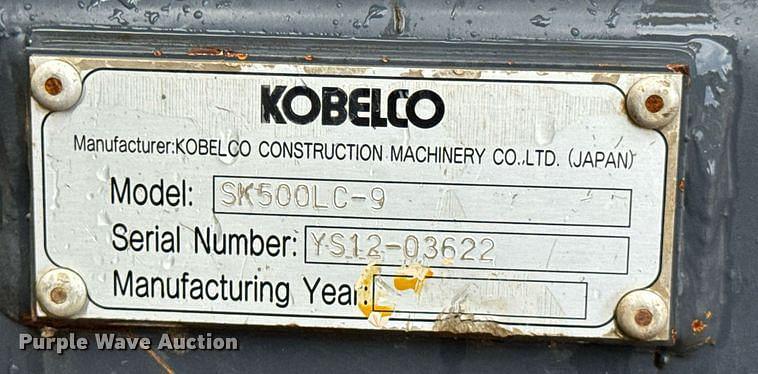 KOBELCO
Manufacturer:KOBELCO CONSTRUCTION MACHINERY CO.,LTD. (JAPAN)
Model: SK500LC-9
Serial Number: YS12-03622
Manufacturing Year:
Purple Wave Auction